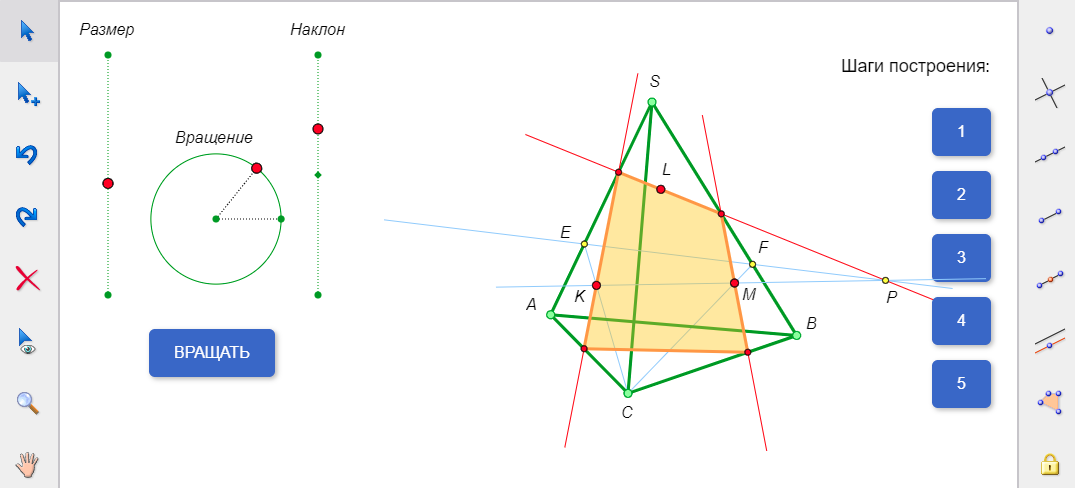 Размер
Наклон
Вращение
ВРАЩАТЬ
Шаги построения:
1
2
3
4
5
S
L
E
F
K
M
P
A
B
C